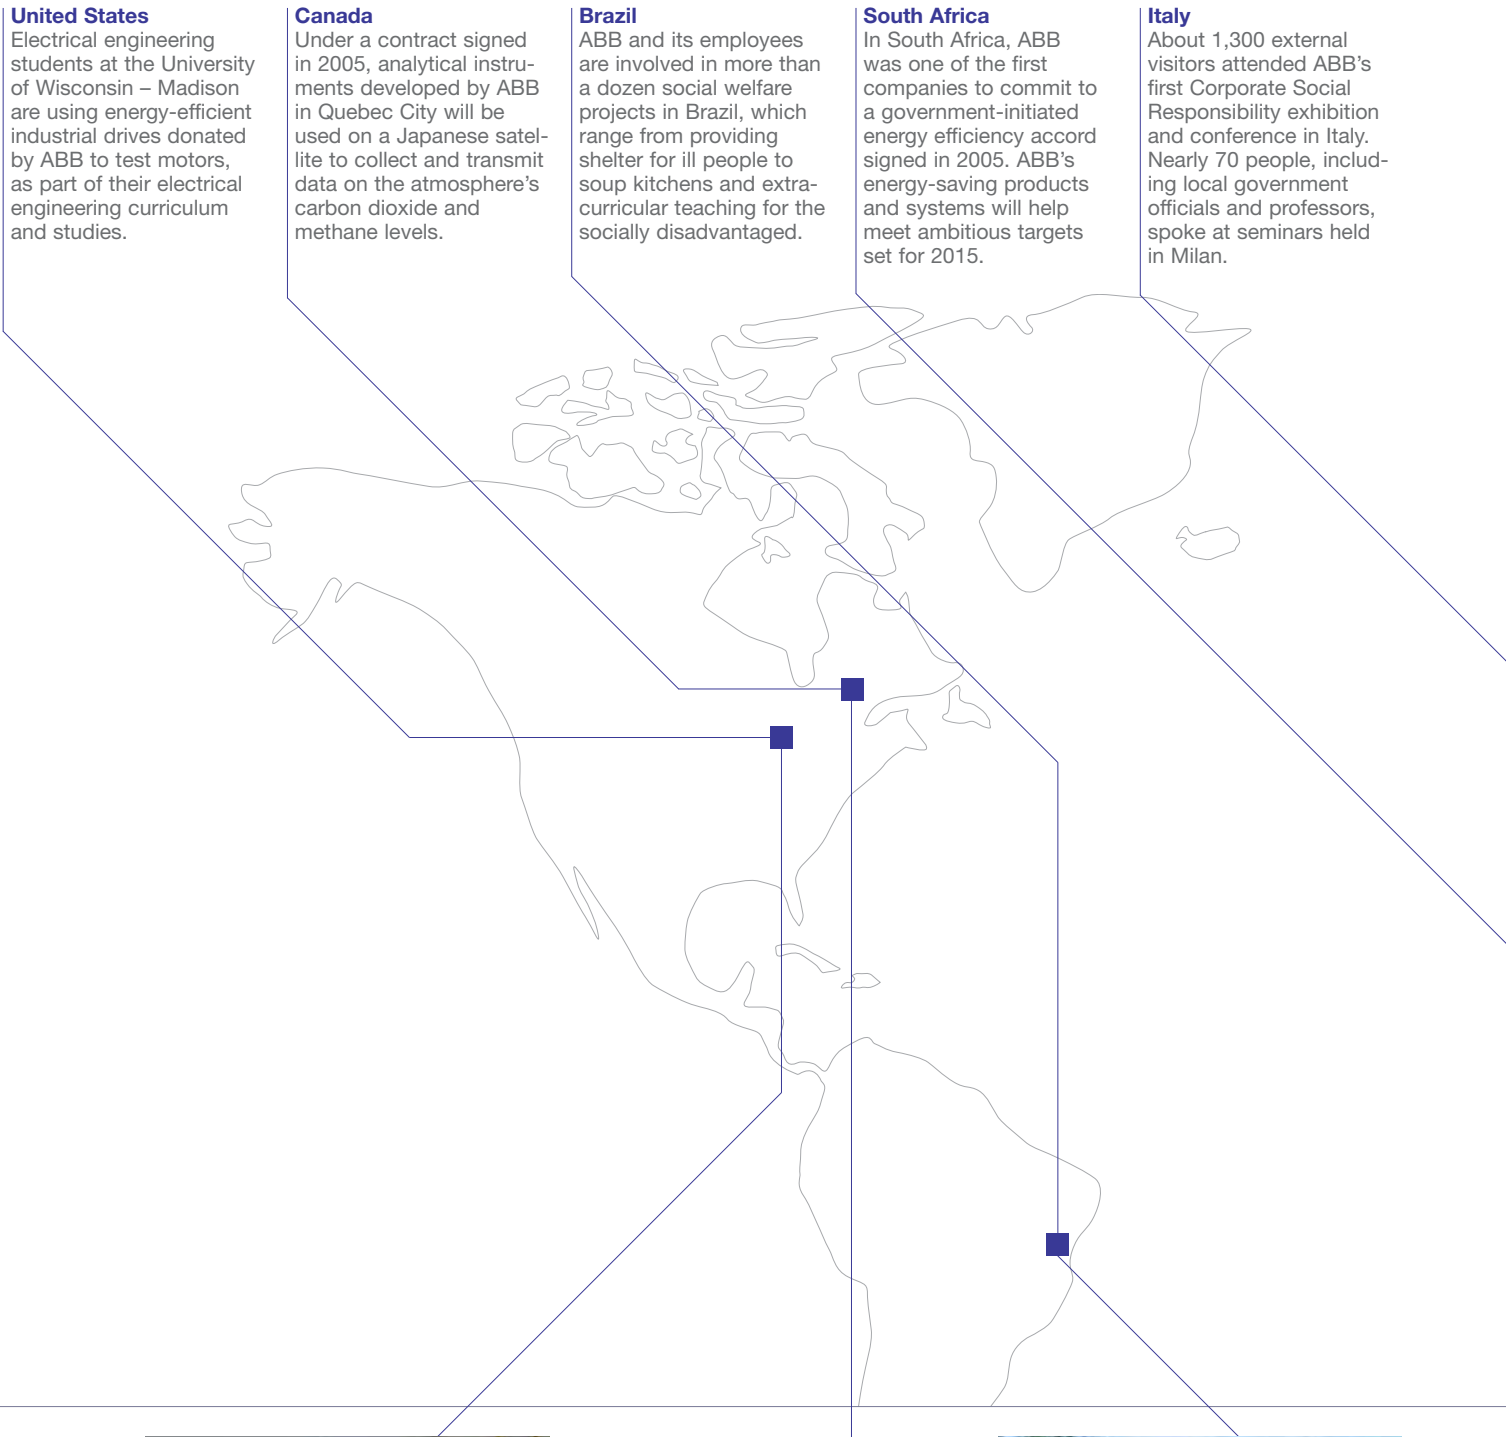 United States
Electrical engineering
students at the University
of Wisconsin – Madison
are using energy-efficient
industrial drives donated
by ABB to test motors,
as part of their electrical
engineering curriculum
and studies.
Canada
Under a contract signed
in 2005, analytical instru-
ments developed by ABB
in Quebec City will be
used on a Japanese satel-
lite to collect and transmit
data on the atmosphere's
carbon dioxide and
methane levels.
Brazil
ABB and its employees
are involved in more than
a dozen social welfare
projects in Brazil, which
range from providing
shelter for ill people to
soup kitchens and extra-
curricular teaching for the
socially disadvantaged.
South Africa
In South Africa, ABB
was one of the first
companies to commit to
a government-initiated
energy efficiency accord
signed in 2005. ABB's
energy-saving products
and systems will help
meet ambitious targets
set for 2015.
Italy
About 1,300 external
visitors attended ABB's
first Corporate Social
Responsibility exhibition
and conference in Italy.
Nearly 70 people, includ-
ing local government
officials and professors,
spoke at seminars held
in Milan.